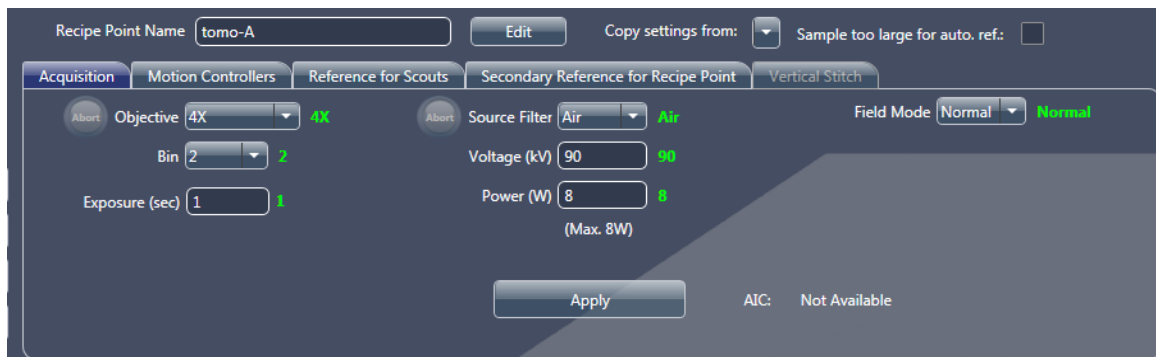 Recipe Point Name tomo-A Edit Copy settings from: Sample too large for auto. ref.:
Acquisition Motion Controllers Reference for Scouts Secondary Reference for Recipe Point Vertical Stitch
Abort Objective 4X 4X Abort Source Filter Air Air Field Mode Normal Normal
Bin 2 2 Voltage (kV) 90 90
Exposure (sec) 1 1 Power (W) 8 8
(Max. 8W)
Apply AIC: Not Available